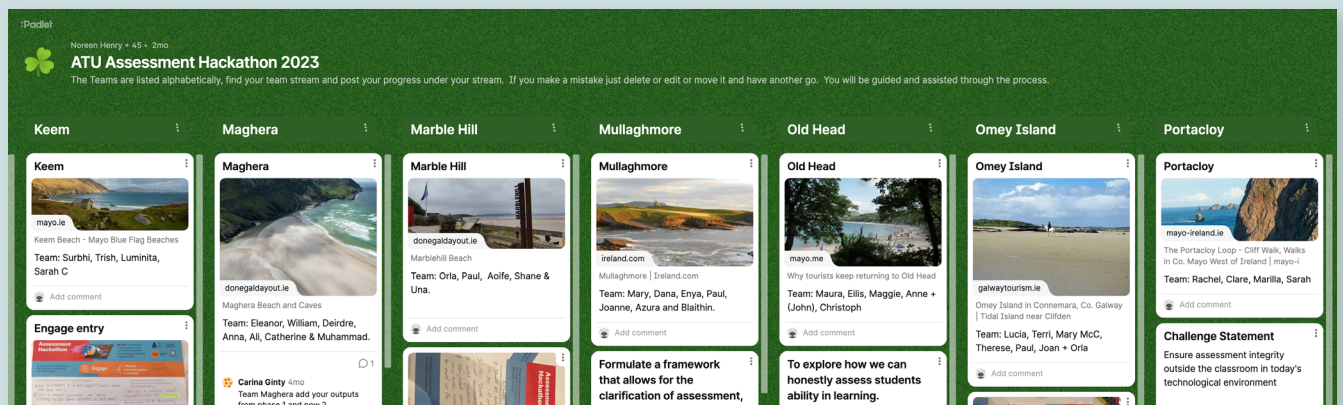 :Padlet
Noreen Henry + 45 • 2mo
ATU Assessment Hackathon 2023
The Teams are listed alphabetically, find your team stream and post your progress under your stream. If you make a mistake just delete or edit or move it and have another go. You will be guided and assisted through the process.
Keem
Keem
mayo.ie
Keem Beach - Mayo Blue Flag Beaches
Team: Surbhi, Trish, Luminita,
Sarah C
Add comment
Engage entry
Assessment
Hackathon
Engage
Maghera
Maghera
donegaldayout.ie
Maghera Beach and Caves
Team: Eleanor, William, Deirdre,
Anna, Ali, Catherine & Muhammad.
1
Carina Ginty 4mo
Team Maghera add your outputs
from phase 1 and now 2
Marble Hill
Marble Hill
donegaldayout.ie
Marblehill Beach
Team: Orla, Paul, Aoife, Shane &
Una.
Add comment
Assessment
Hackathon
Mullaghmore
Mullaghmore
ireland.com
Mullaghmore | Ireland.com
Team: Mary, Dana, Enya, Paul,
Joanne, Azura and Blaithin.
Add comment
Formulate a framework
that allows for the
clarification of assessment,
Old Head
Old Head
mayo.me
Why tourists keep returning to Old Head
Team: Maura, Eilis, Maggie, Anne +
(John), Christoph
Add comment
To explore how we can
honestly assess students
ability in learning.
Omey Island
Omey Island
galwaytourism.ie
Omey Island in Connemara, Co. Galway
| Tidal Island near Clifden
Team: Lucia, Terri, Mary McC,
Therese, Paul, Joan + Orla
Add comment
Portacloy
Portacloy
mayo-ireland.ie
The Portacloy Loop - Cliff Walk, Walks
in Co. Mayo West of Ireland | mayo-i
Team: Rachel, Clare, Marilla, Sarah
Add comment
Challenge Statement
Ensure assessment integrity
outside the classroom in today's
technological environment